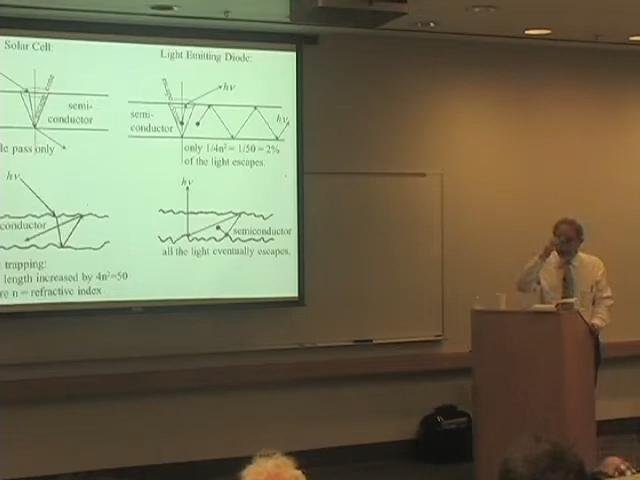 Solar Cell:
Light Emitting Diode:
hν
semi-
conductor
semi-
conductor
hν
le pass only
only 1/4n² = 1/50 = 2%
of the light escapes.
hν
hν
conductor
semiconductor
all the light eventually escapes.
trapping:
length increased by 4n²=50
re n = refractive index